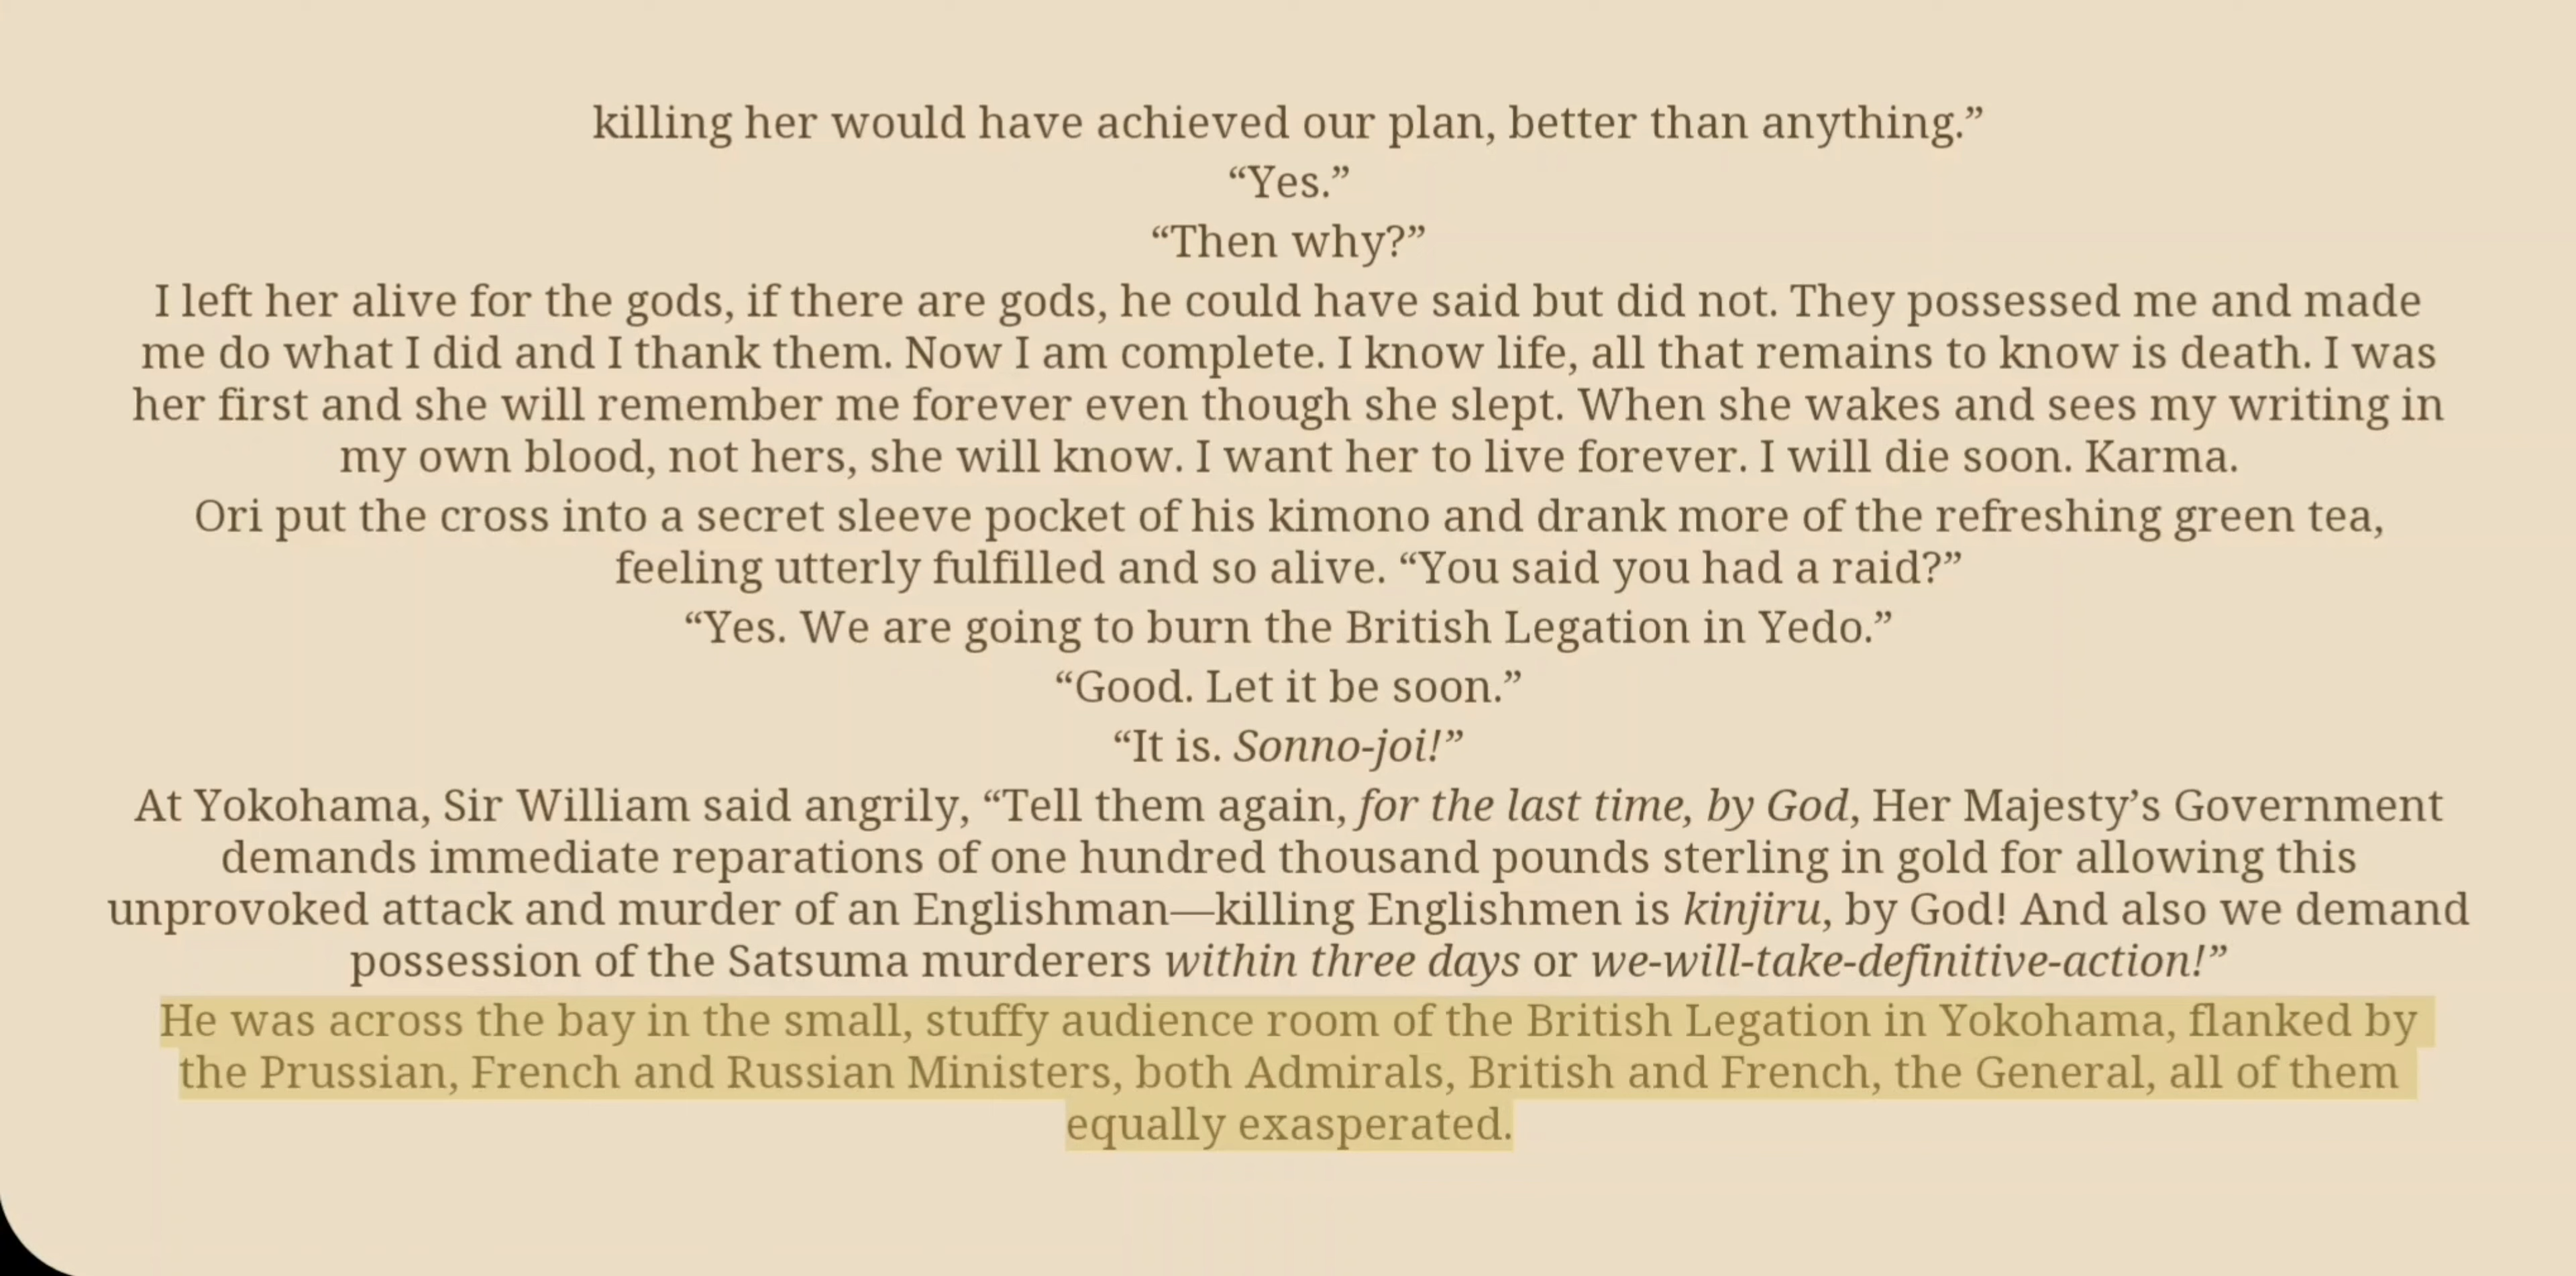 killing her would have achieved our plan, better than anything.”
“Yes.”
“Then why?”
I left her alive for the gods, if there are gods, he could have said but did not. They possessed me and made
me do what I did and I thank them. Now I am complete. I know life, all that remains to know is death. I was
her first and she will remember me forever even though she slept. When she wakes and sees my writing in
my own blood, not hers, she will know. I want her to live forever. I will die soon. Karma.
Ori put the cross into a secret sleeve pocket of his kimono and drank more of the refreshing green tea,
feeling utterly fulfilled and so alive. “You said you had a raid?”
“Yes. We are going to burn the British Legation in Yedo.”
“Good. Let it be soon.”
“It is. Sonno-joi!”
At Yokohama, Sir William said angrily, “Tell them again, for the last time, by God, Her Majesty’s Government
demands immediate reparations of one hundred thousand pounds sterling in gold for allowing this
unprovoked attack and murder of an Englishman—killing Englishmen is kinjiru, by God! And also we demand
possession of the Satsuma murderers within three days or we-will-take-definitive-action!”
He was across the bay in the small, stuffy audience room of the British Legation in Yokohama, flanked by
the Prussian, French and Russian Ministers, both Admirals, British and French, the General, all of them
equally exasperated.